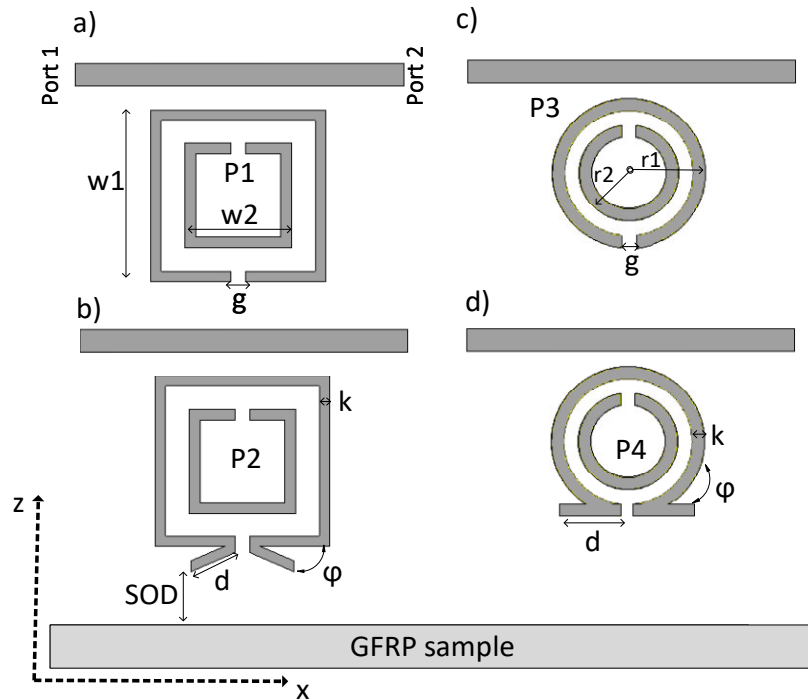 a)
Port 1
Port 2
w1
P1
w2
g
c)
P3
r2
r1
g
b)
k
P2
d
φ
SOD
d)
k
P4
φ
d
z
GFRP sample
x